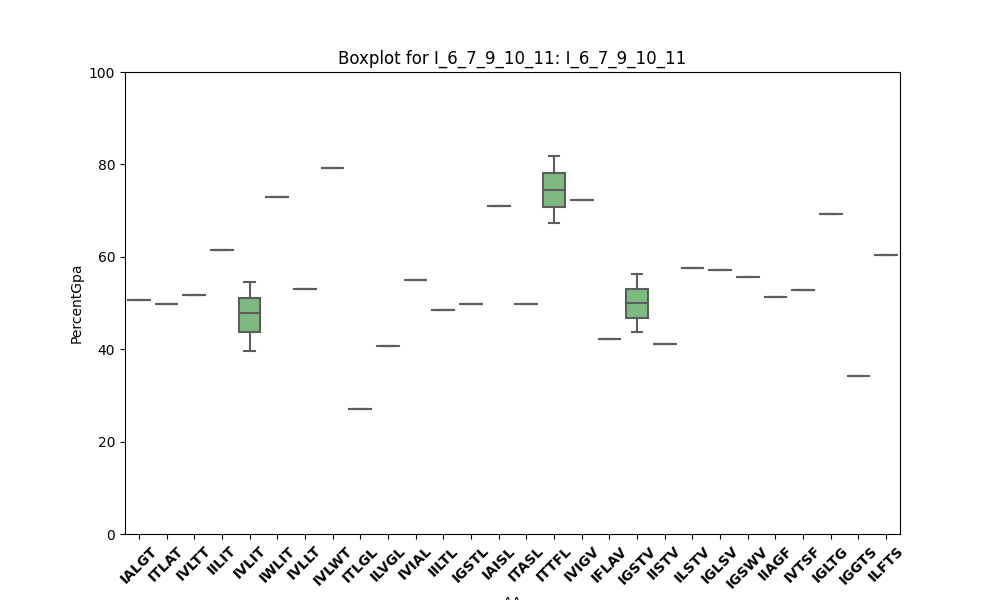 Boxplot for I_6_7_9_10_11: I_6_7_9_10_11
100
80
60
40
20
0
PercentGpa
IALGT
ITLAT
IVLTT
IILIT
IVLIT
IWLIT
IVLLT
IVLWT
ITLGL
ILVGL
IVIAL
IILTL
IGSTL
IAISL
ITASL
ITTFL
IVIGV
IFLAV
IGSTV
IISTV
ILSTV
IGLSV
IGSWV
IIAGF
IVTSF
IGLTG
IGGTS
ILFTS